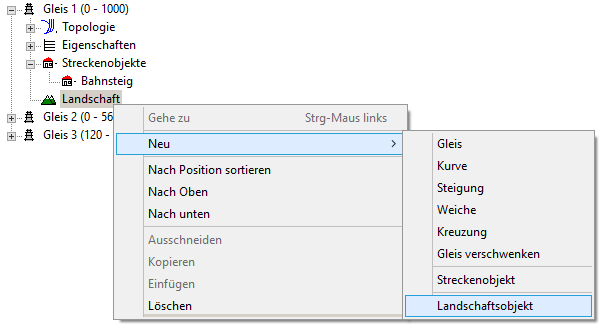 Gleis 1 (0 - 1000)
Topologie
Eigenschaften
Streckenobjekte
Bahnsteig
Landschaft
Gleis 2 (0 - 56
Gleis 3 (120 -
Gehe zu Strg-Maus links
Neu
Nach Position sortieren
Nach Oben
Nach unten
Ausschneiden
Kopieren
Einfügen
Löschen
Gleis
Kurve
Steigung
Weiche
Kreuzung
Gleis verschwenken
Streckenobjekt
Landschaftsobjekt